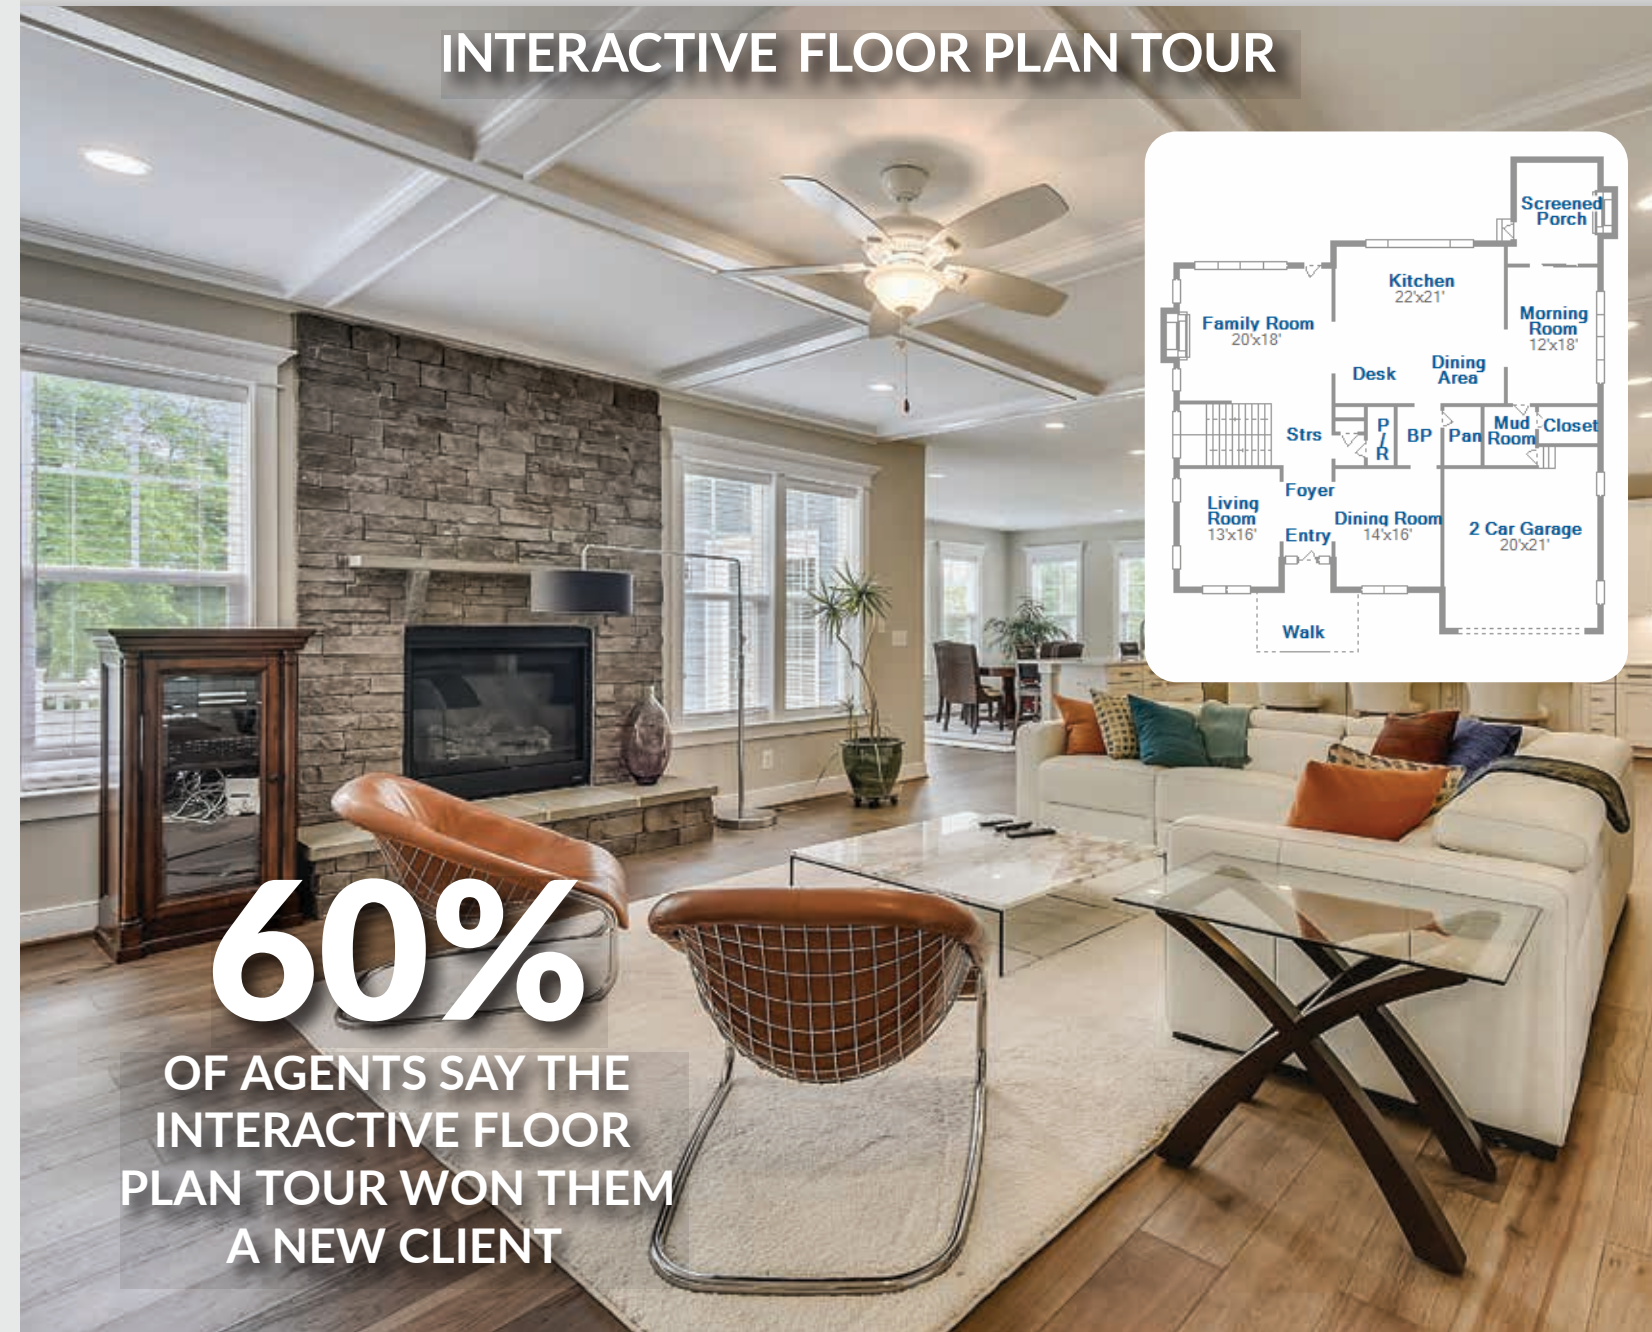 INTERACTIVE FLOOR PLAN TOUR
Screened
Porch
Kitchen
22'x21'
Family Room
20'x18'
Morning
Room
12'x18'
Desk
Dining
Area
Strs
P
/
R
BP
Pan
Mud
Room
Closet
Foyer
Living
Room
13'x16'
Entry
Dining Room
14'x16'
2 Car Garage
20'x21'
Walk
60%
OF AGENTS SAY THE
INTERACTIVE FLOOR
PLAN TOUR WON THEM
A NEW CLIENT